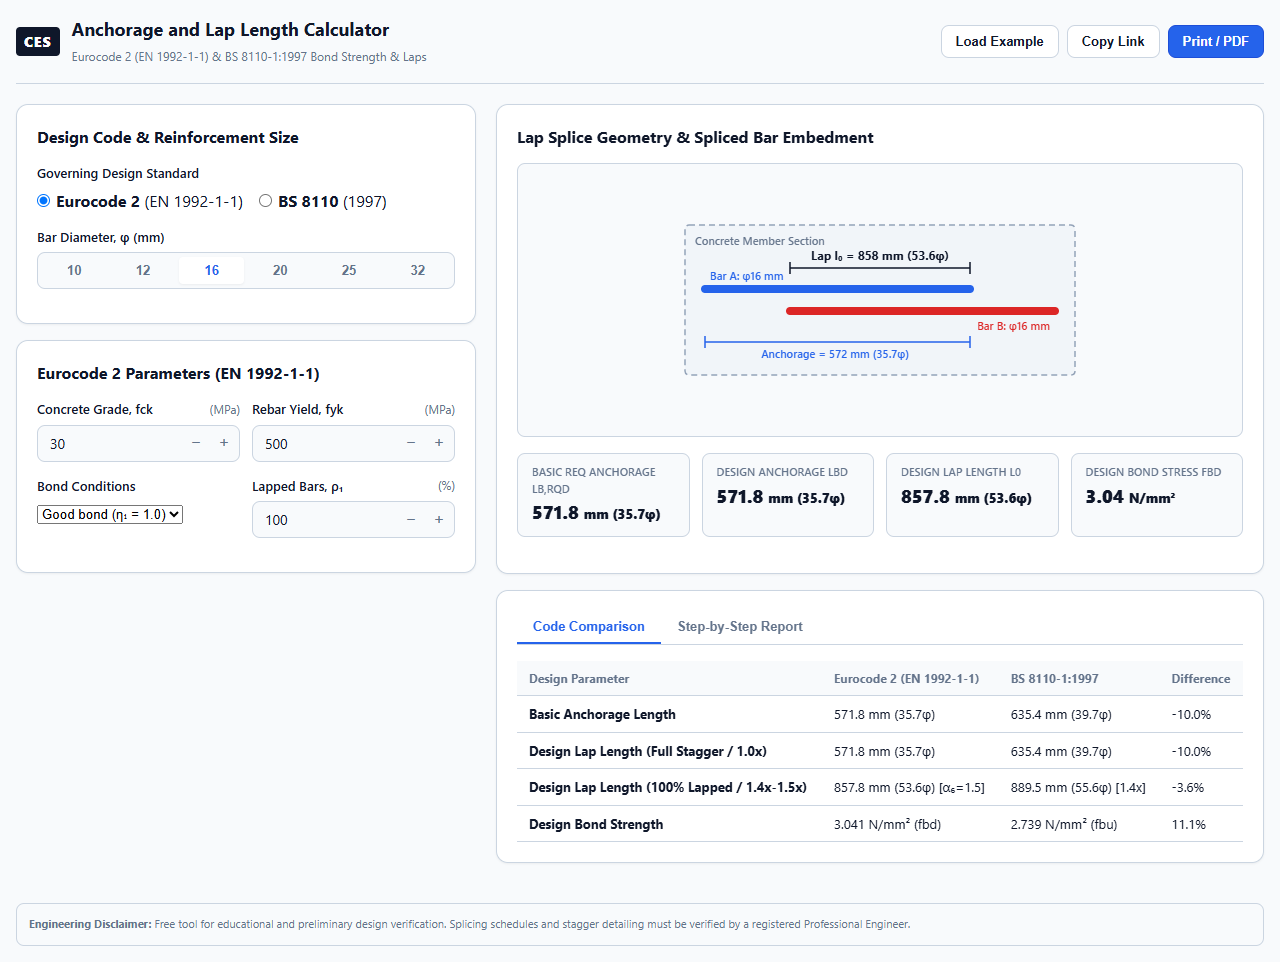 CES
Anchorage and Lap Length Calculator
Eurocode 2 (EN 1992-1-1) & BS 8110-1:1997 Bond Strength & Laps
Load Example
Copy Link
Print / PDF
Design Code & Reinforcement Size
Governing Design Standard
Eurocode 2 (EN 1992-1-1)
BS 8110 (1997)
Bar Diameter, φ (mm)
10 12 16 20 25 32
Eurocode 2 Parameters (EN 1992-1-1)
Concrete Grade, fck (MPa)
30 − +
Rebar Yield, fyk (MPa)
500 − +
Bond Conditions
Good bond (η₁ = 1.0)
Lapped Bars, ρ₁ (%)
100 − +
Lap Splice Geometry & Spliced Bar Embedment
Concrete Member Section
Lap l₀ = 858 mm (53.6φ)
Bar A: φ16 mm
Bar B: φ16 mm
Anchorage = 572 mm (35.7φ)
BASIC REQ ANCHORAGE
LB,RQD
571.8 mm (35.7φ)
DESIGN ANCHORAGE LBD
571.8 mm (35.7φ)
DESIGN LAP LENGTH L0
857.8 mm (53.6φ)
DESIGN BOND STRESS FBD
3.04 N/mm²
Code Comparison
Step-by-Step Report
Design Parameter Eurocode 2 (EN 1992-1-1) BS 8110-1:1997 Difference
Basic Anchorage Length 571.8 mm (35.7φ) 635.4 mm (39.7φ) -10.0%
Design Lap Length (Full Stagger / 1.0x) 571.8 mm (35.7φ) 635.4 mm (39.7φ) -10.0%
Design Lap Length (100% Lapped / 1.4x-1.5x) 857.8 mm (53.6φ) [α₆=1.5] 889.5 mm (55.6φ) [1.4x] -3.6%
Design Bond Strength 3.041 N/mm² (fbd) 2.739 N/mm² (fbu) 11.1%
Engineering Disclaimer: Free tool for educational and preliminary design verification. Splicing schedules and stagger detailing must be verified by a registered Professional Engineer.